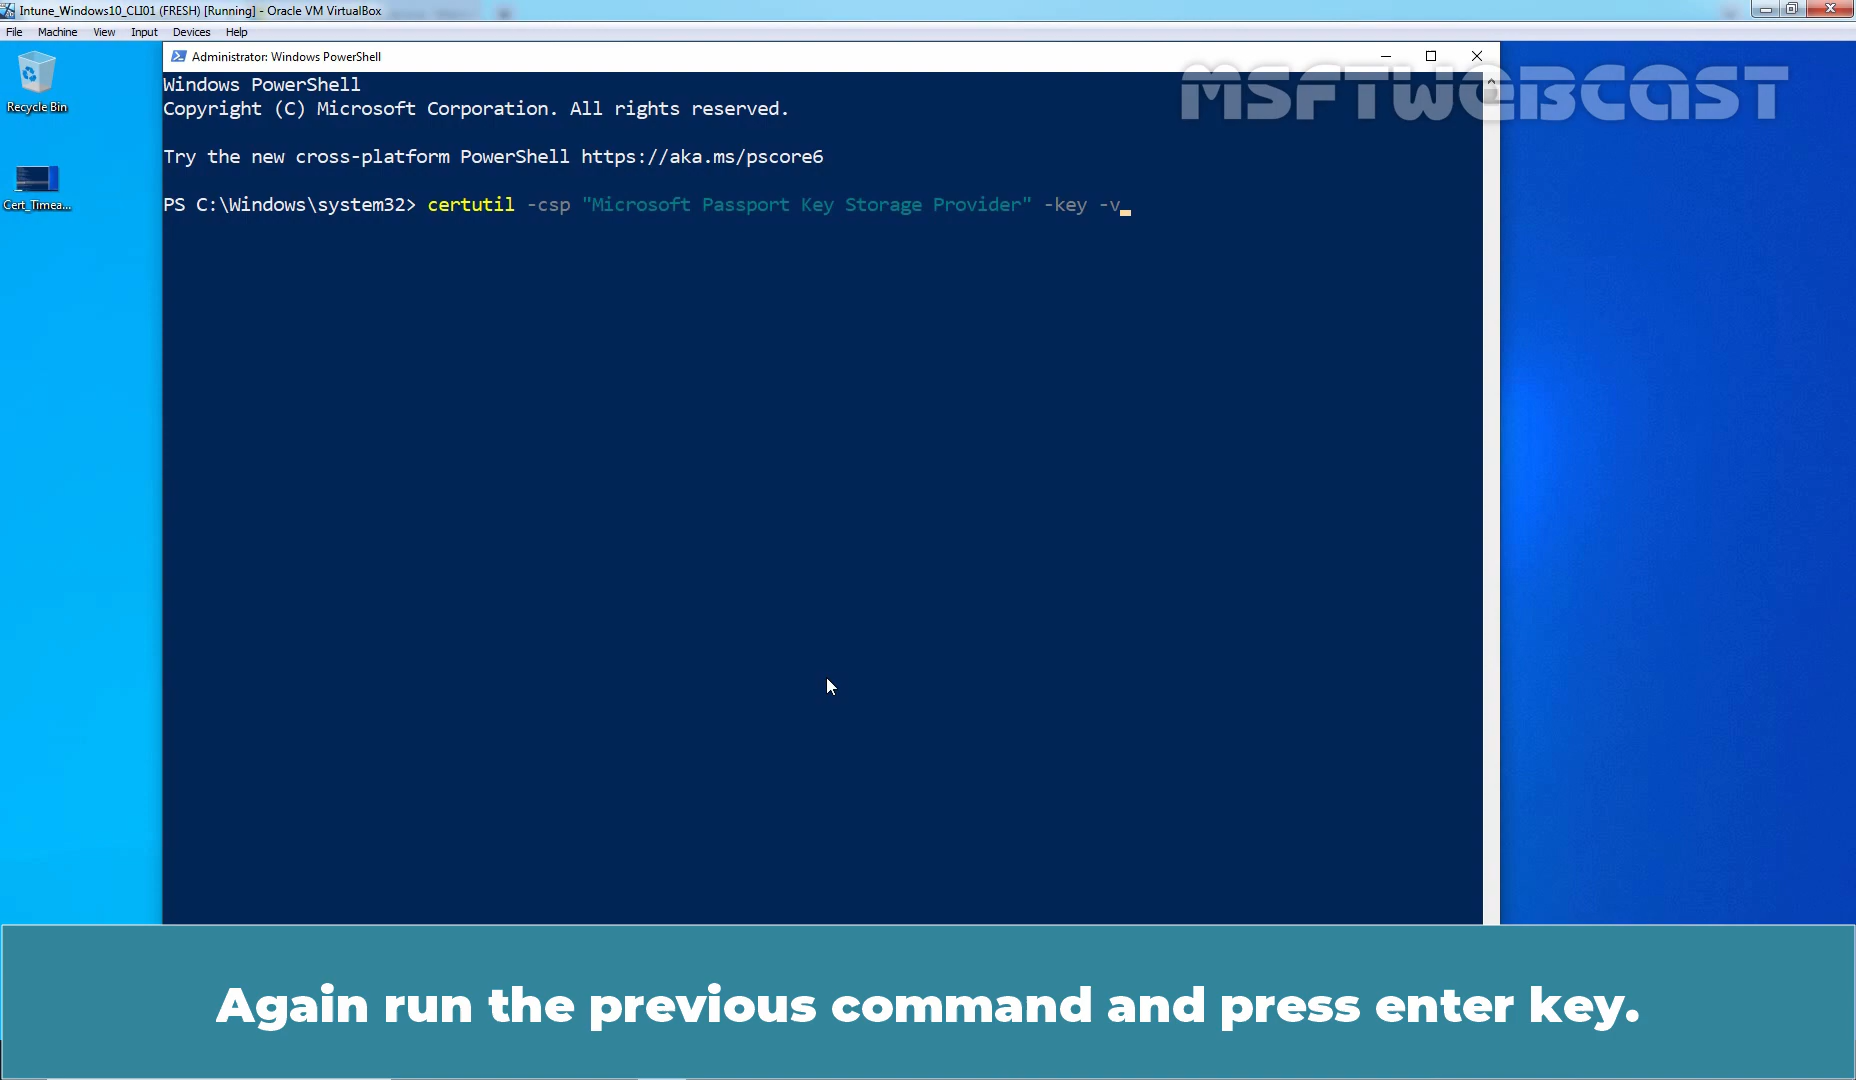 Intune_Windows10_CLI01 (FRESH) [Running] - Oracle VM VirtualBox
File Machine View Input Devices Help
Recycle Bin
Cert_Timea...
Administrator: Windows PowerShell
MSFTWEBCAST
Windows PowerShell
Copyright (C) Microsoft Corporation. All rights reserved.
Try the new cross-platform PowerShell https://aka.ms/pscore6
PS C:\Windows\system32> certutil -csp "Microsoft Passport Key Storage Provider" -key -v
Again run the previous command and press enter key.